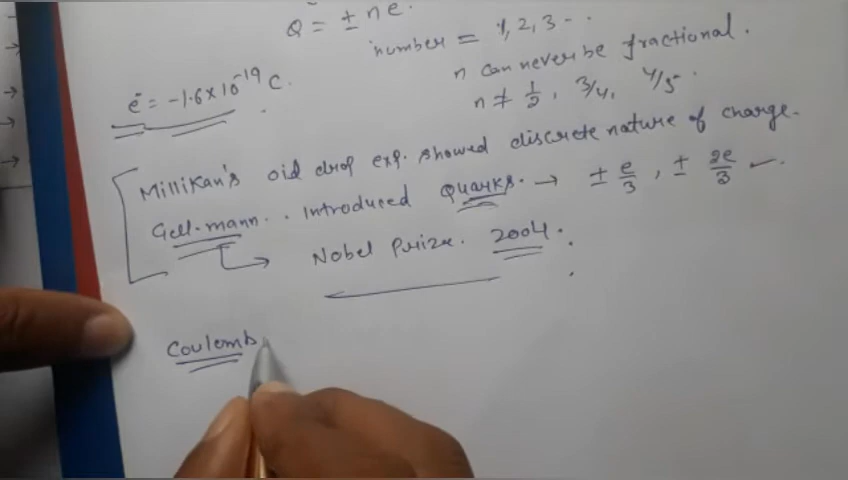 Q = ± ne.
number = 1, 2, 3 - .
n can never be fractional.
e⁻ = -1.6 × 10⁻¹⁹ C.
n ≠ 1/2, 3/4, 4/5 .
Millikan's oid drop exp. showed discrete nature of charge.
Gell-mann . . Introduced Quarks. → ± e/3 , ± 2e/3
Nobel Prize. 2004.
Coulomb